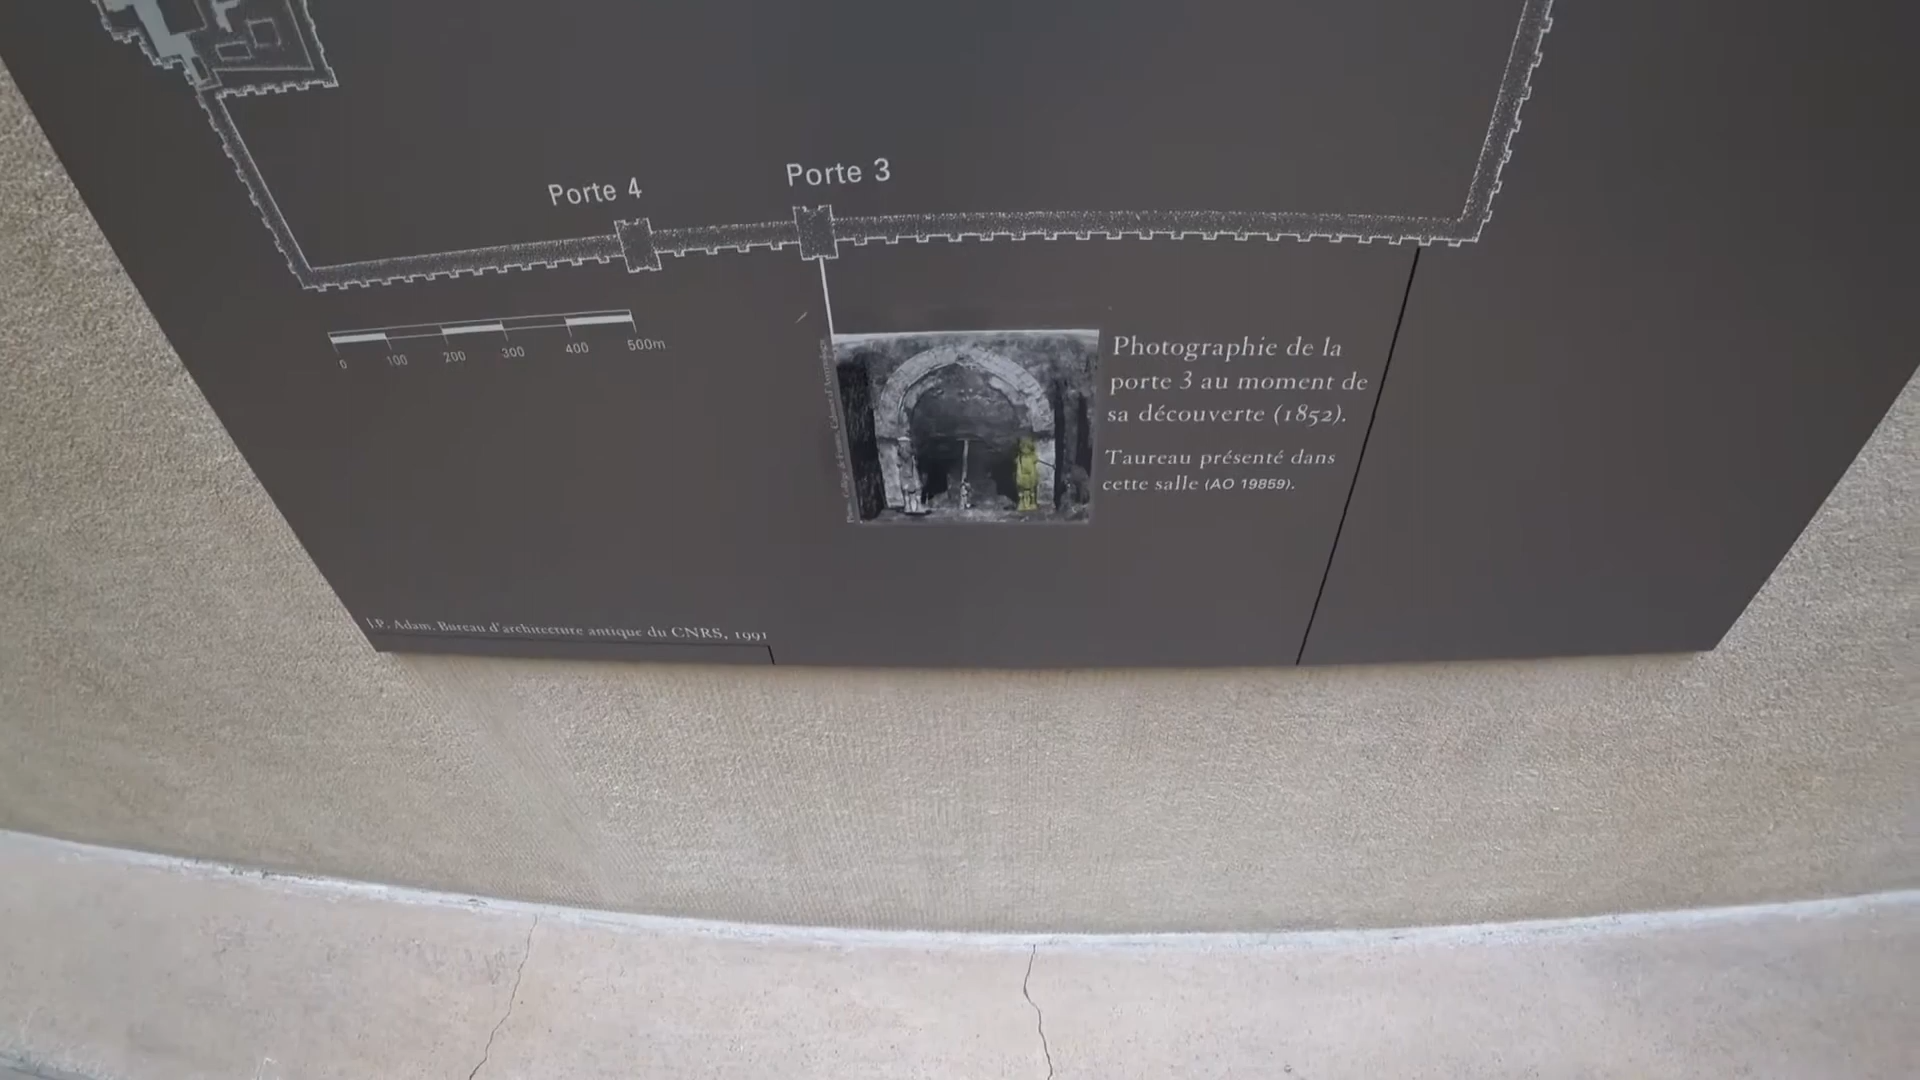 Porte 4
Porte 3
0 100 200 300 400 500m
Photographie de la
porte 3 au moment de
sa découverte (1852).
Taureau présenté dans
cette salle (AO 19859).
J.P. Adam. Bureau d'architecture antique du CNRS, 1991